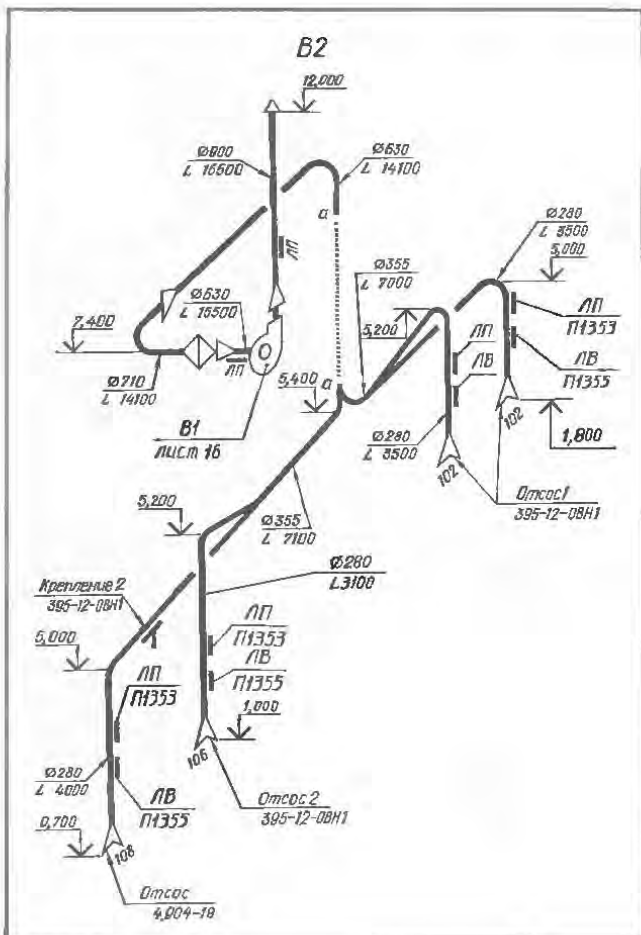 В2
12,000
Ø800
L 16500
Ø630
L 14100
а
ЛП
Ø280
L 3500
5,000
Ø355
L 7000
ЛП
П1353
Ø630
L 16500
7,400
5,200
ЛП
ЛВ
ЛВ
П1355
ЛП
Ø710
L 14100
5,400
а
В1
лист 16
102
Ø280
L 3500
1,800
102
Отсос1
395-12-08Н1
5,200
Ø355
L 7100
Ø280
L3100
Крепление 2
395-12-08Н1
ЛП
П1353
5,000
ЛВ
П1355
ЛП
П1353
1,000
106
Ø280
L 4000
ЛВ
П1355
Отсос 2
395-12-08Н1
0,700
108
Отсос
4,904-18